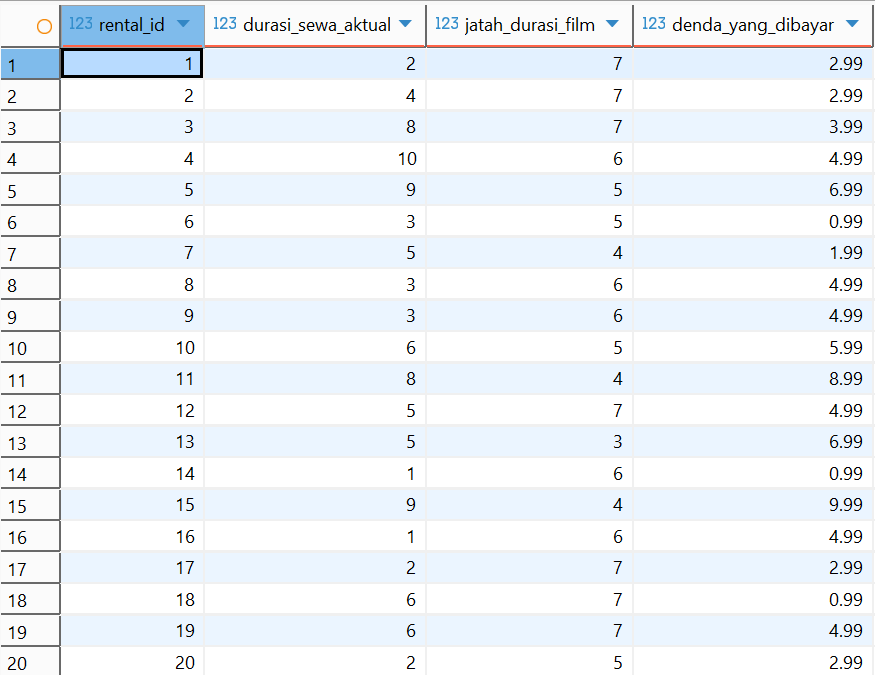 123 rental_id 123 durasi_sewa_aktual 123 jatah_durasi_film 123 denda_yang_dibayar
1 1 2 7 2.99
2 2 4 7 2.99
3 3 8 7 3.99
4 4 10 6 4.99
5 5 9 5 6.99
6 6 3 5 0.99
7 7 5 4 1.99
8 8 3 6 4.99
9 9 3 6 4.99
10 10 6 5 5.99
11 11 8 4 8.99
12 12 5 7 4.99
13 13 5 3 6.99
14 14 1 6 0.99
15 15 9 4 9.99
16 16 1 6 4.99
17 17 2 7 2.99
18 18 6 7 0.99
19 19 6 7 4.99
20 20 2 5 2.99